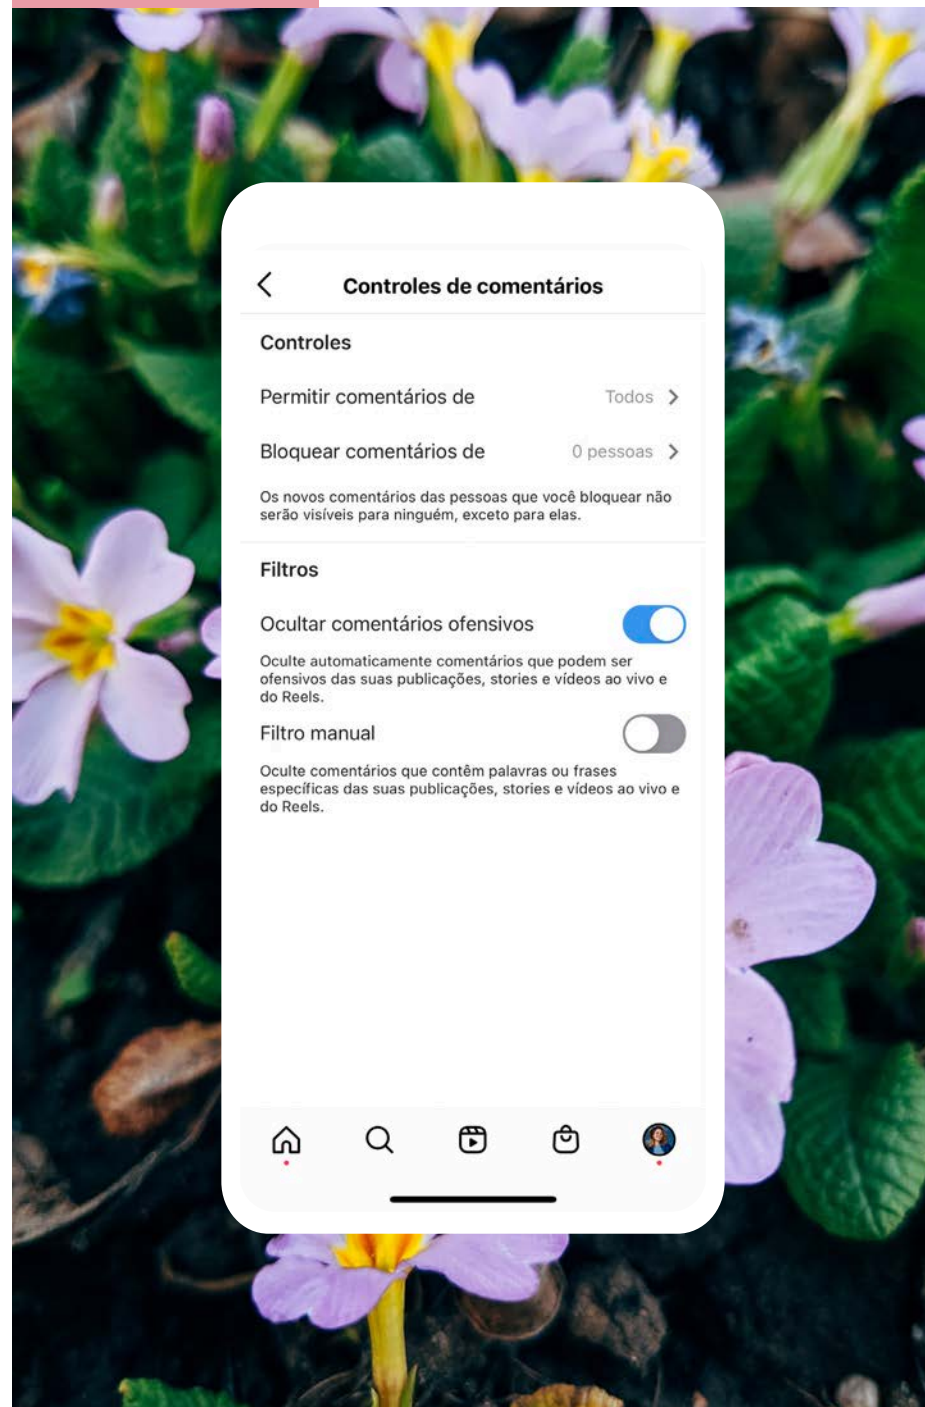 Controles de comentários
Controles
Permitir comentários de Todos
Bloquear comentários de 0 pessoas
Os novos comentários das pessoas que você bloquear não
serão visíveis para ninguém, exceto para elas.
Filtros
Ocultar comentários ofensivos
Oculte automaticamente comentários que podem ser
ofensivos das suas publicações, stories e vídeos ao vivo e
do Reels.
Filtro manual
Oculte comentários que contêm palavras ou frases
específicas das suas publicações, stories e vídeos ao vivo e
do Reels.